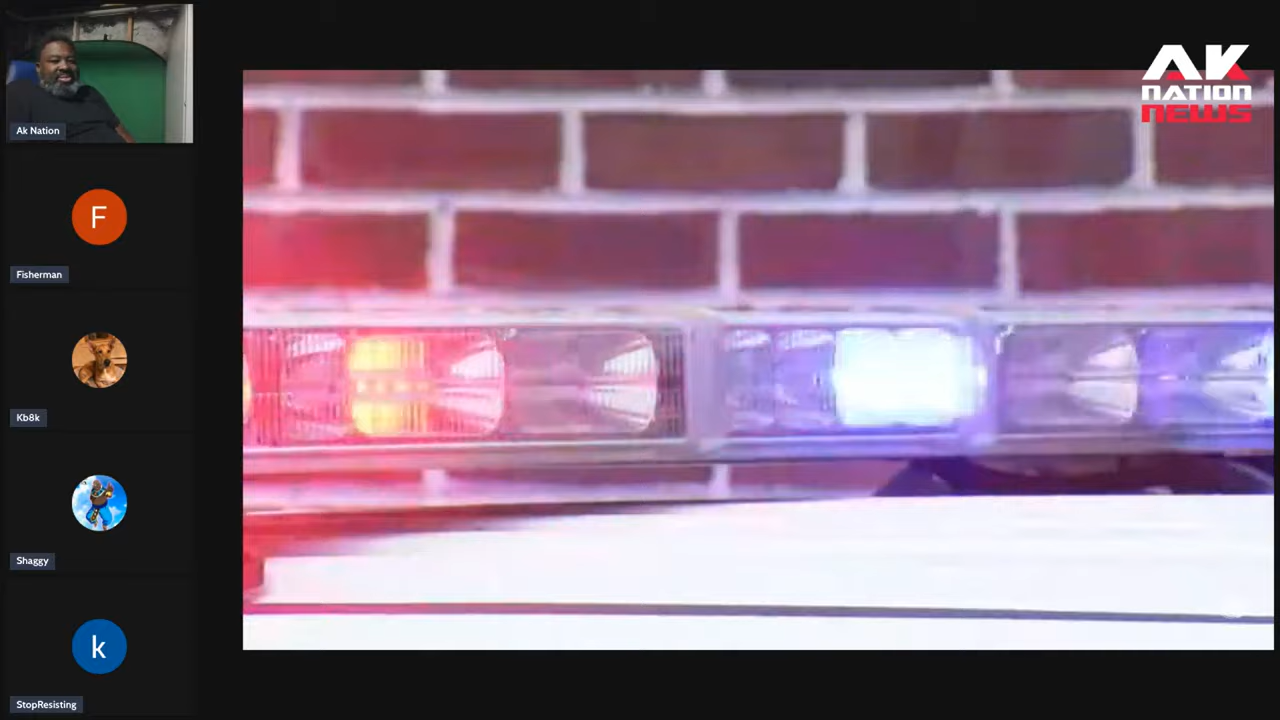 Ak Nation
F
Fisherman
Kb8k
Shaggy
k
StopResisting
AK
NATION
NEWS